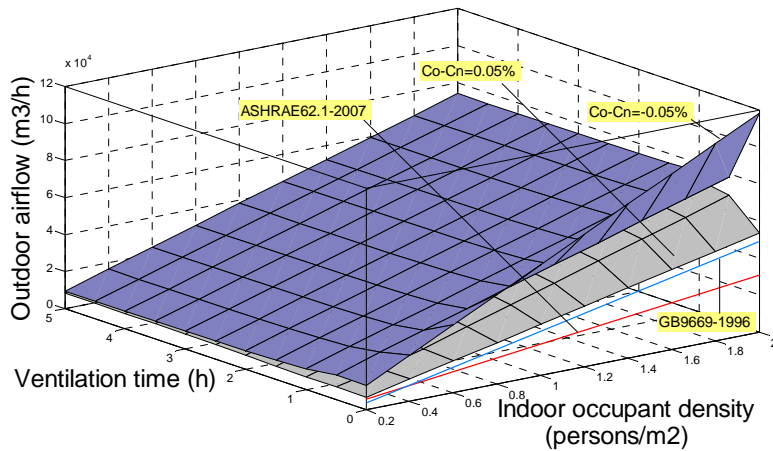 x 10⁴
12
10
8
6
4
2
0
Outdoor airflow (m3/h)
Co-Cn=0.05%
ASHRAE62.1-2007
Co-Cn=-0.05%
GB9669-1996
5
4
3
2
1
0
Ventilation time (h)
0.2
0.4
0.6
0.8
1
1.2
1.4
1.6
1.8
2
Indoor occupant density
(persons/m2)